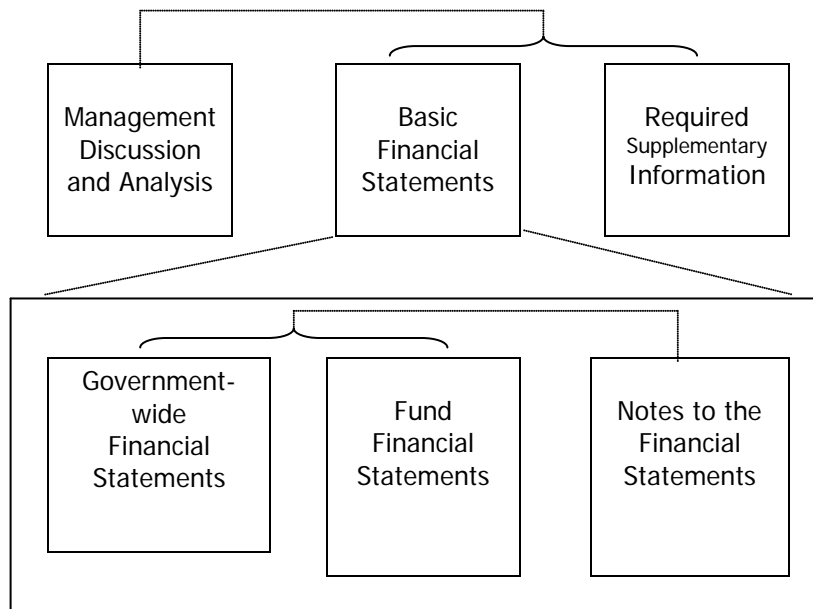 Management
Discussion
and Analysis
Basic
Financial
Statements
Required
Supplementary
Information
Government-
wide
Financial
Statements
Fund
Financial
Statements
Notes to the
Financial
Statements